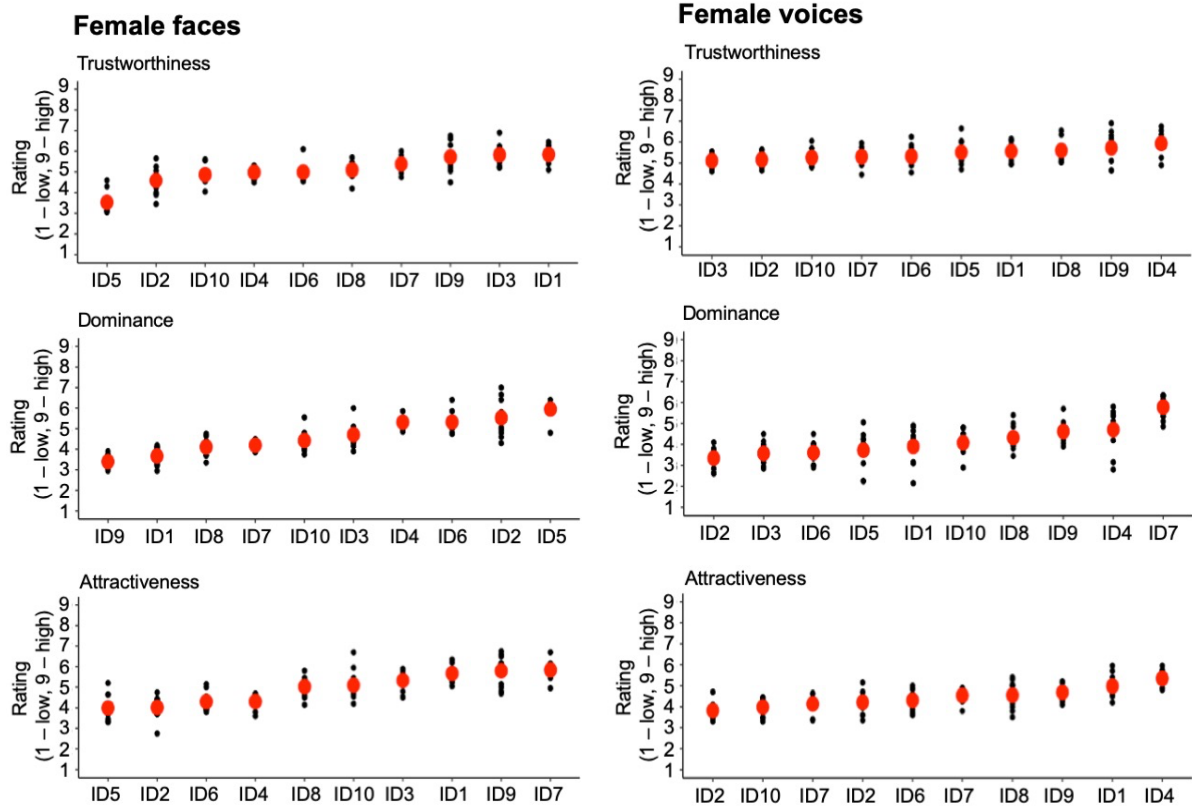 Female faces
Trustworthiness
Rating
(1 – low, 9 – high)
9
8
7
6
5
4
3
2
1
ID5 ID2 ID10 ID4 ID6 ID8 ID7 ID9 ID3 ID1
Dominance
Rating
(1 – low, 9 – high)
9
8
7
6
5
4
3
2
1
ID9 ID1 ID8 ID7 ID10 ID3 ID4 ID6 ID2 ID5
Attractiveness
Rating
(1 – low, 9 – high)
9
8
7
6
5
4
3
2
1
ID5 ID2 ID6 ID4 ID8 ID10 ID3 ID1 ID9 ID7
Female voices
Trustworthiness
Rating
(1 – low, 9 – high)
9
8
7
6
5
4
3
2
1
ID3 ID2 ID10 ID7 ID6 ID5 ID1 ID8 ID9 ID4
Dominance
Rating
(1 – low, 9 – high)
9
8
7
6
5
4
3
2
1
ID2 ID3 ID6 ID5 ID1 ID10 ID8 ID9 ID4 ID7
Attractiveness
Rating
(1 – low, 9 – high)
9
8
7
6
5
4
3
2
1
ID2 ID10 ID7 ID2 ID6 ID7 ID8 ID9 ID1 ID4